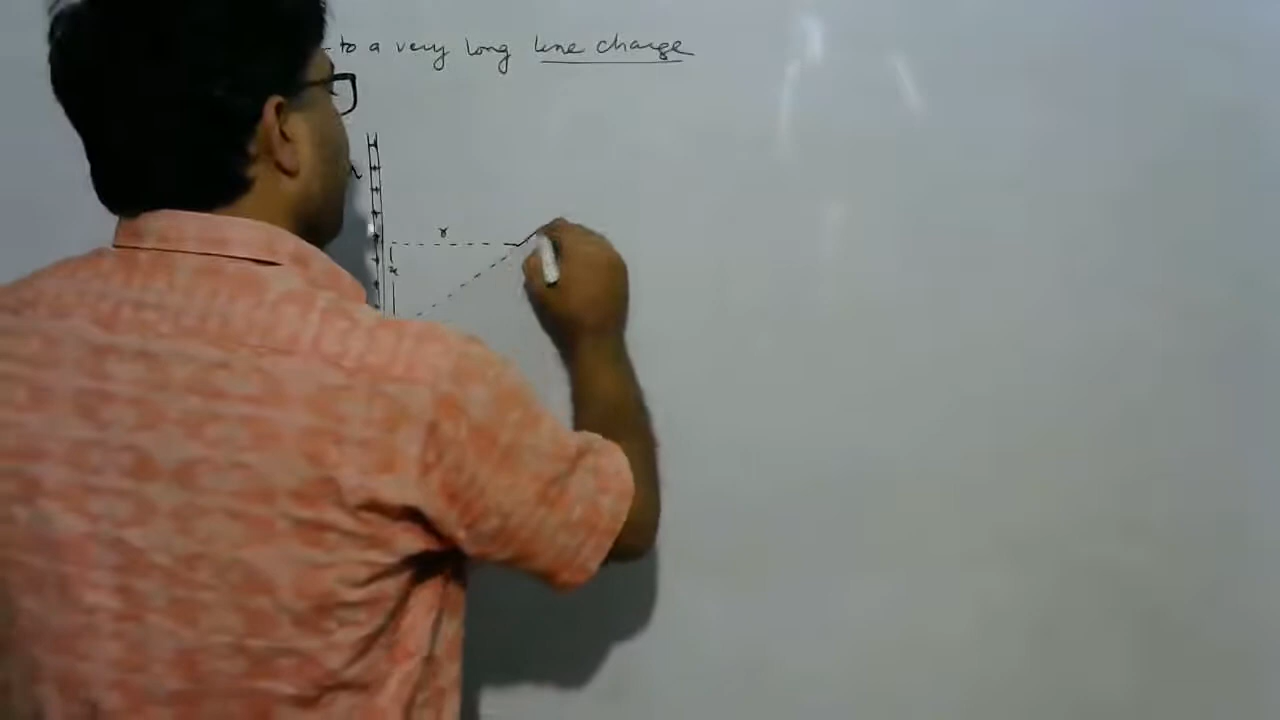 to a very long line charge
λ
r
x